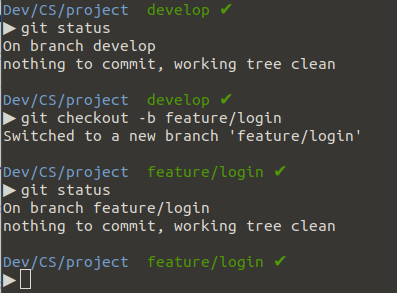 Dev/CS/project develop ✔
▶ git status
On branch develop
nothing to commit, working tree clean
Dev/CS/project develop ✔
▶ git checkout -b feature/login
Switched to a new branch 'feature/login'
Dev/CS/project feature/login ✔
▶ git status
On branch feature/login
nothing to commit, working tree clean
Dev/CS/project feature/login ✔
▶